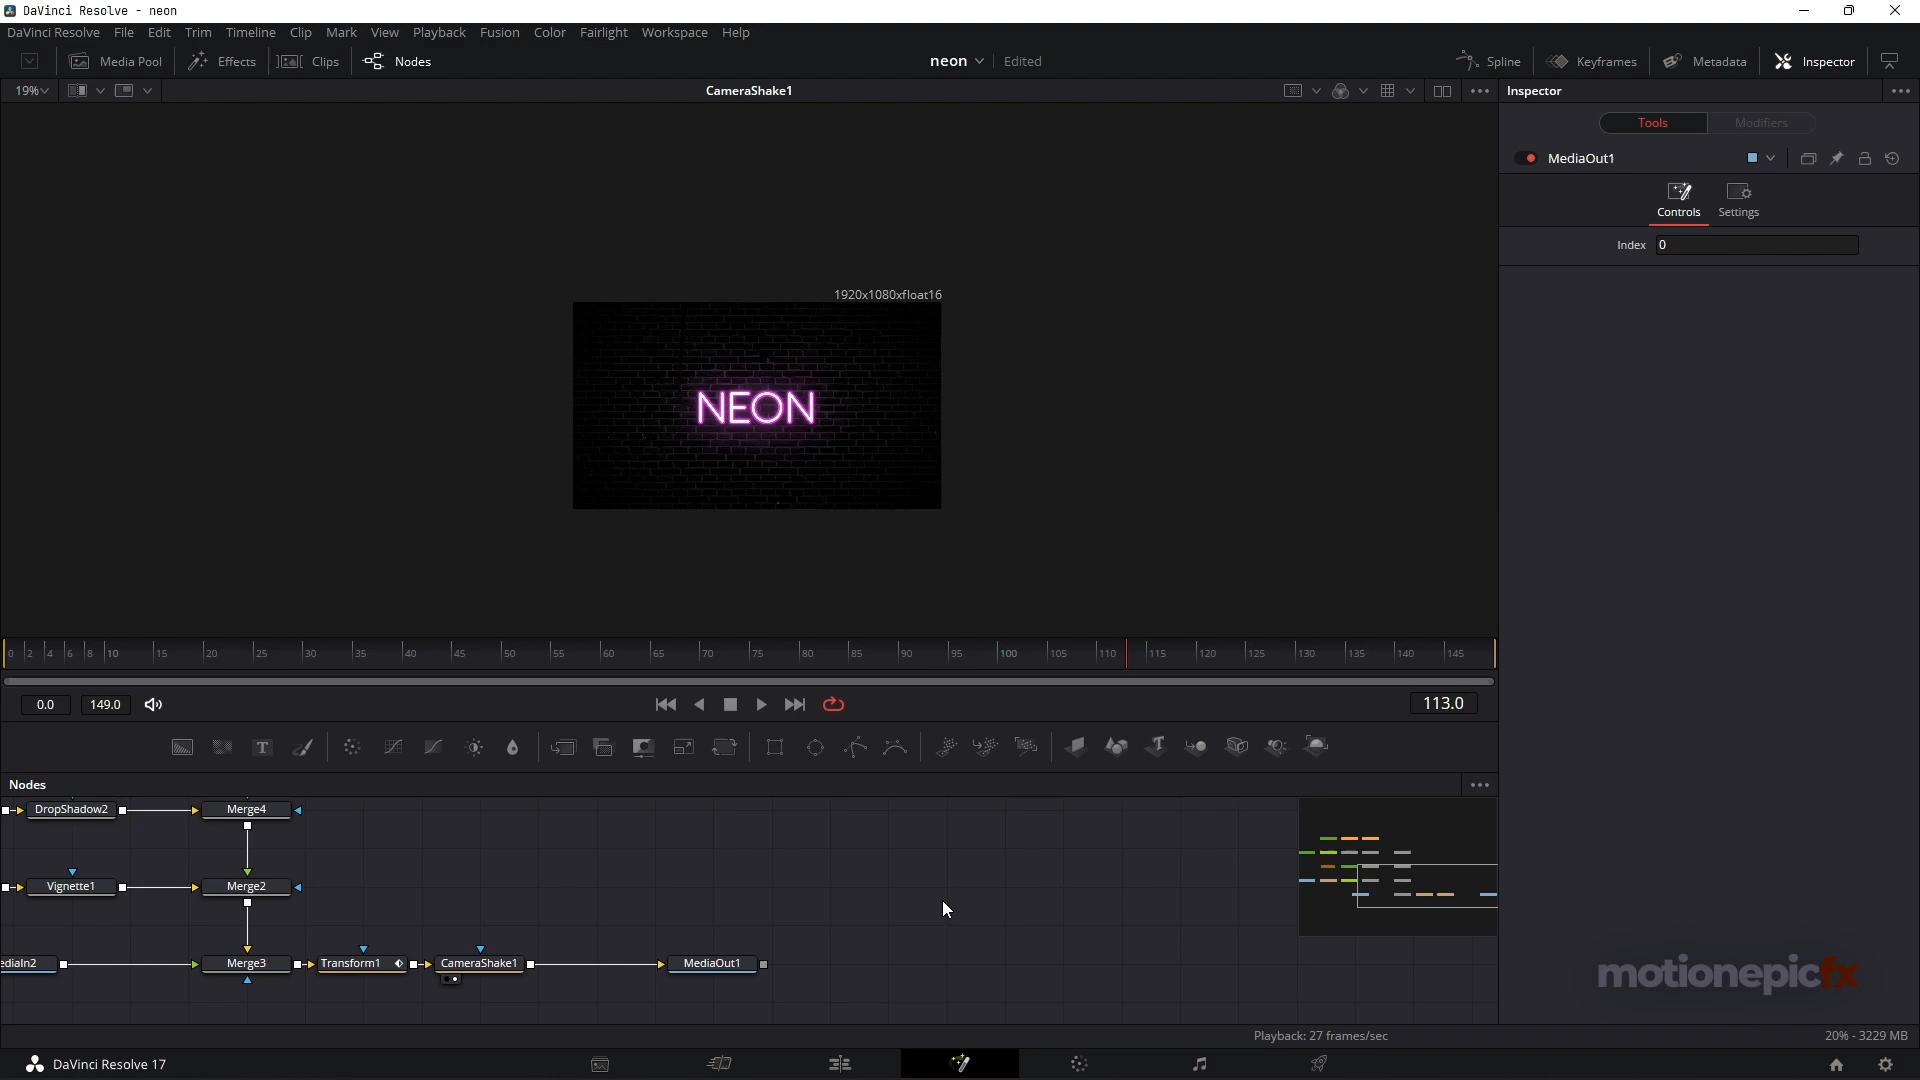 DaVinci Resolve - neon
DaVinci Resolve File Edit Trim Timeline Clip Mark View Playback Fusion Color Fairlight Workspace Help
Media Pool Effects Clips Nodes neon Edited Spline Keyframes Metadata Inspector
19% CameraShake1 Inspector
Tools Modifiers
MediaOut1
Controls Settings
Index 0
1920x1080xfloat16
NEON
0 2 4 6 8 10 15 20 25 30 35 40 45 50 55 60 65 70 75 80 85 90 95 100 105 110 115 120 125 130 135 140 145
0.0 149.0 113.0
Nodes
DropShadow2 Merge4
Vignette1 Merge2
ediaIn2 Merge3 Transform1 CameraShake1 MediaOut1
motionepicfx
Playback: 27 frames/sec 20% - 3229 MB
DaVinci Resolve 17